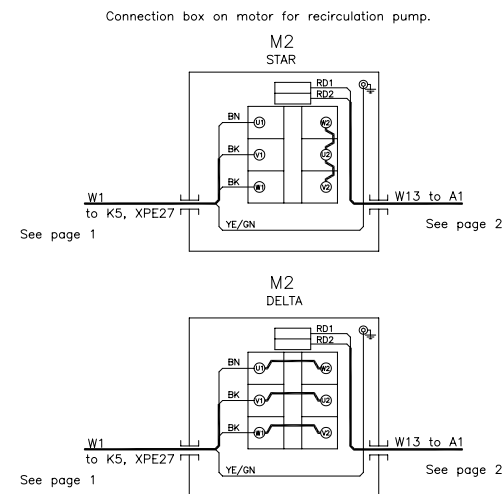 Connection box on motor for recirculation pump.
M2
STAR
RD1
RD2
BN
U1
W2
BK
V1
U2
BK
W1
V2
W1
W13 to A1
to K5, XPE27
YE/GN
See page 2
See page 1
M2
DELTA
RD1
RD2
BN
U1
W2
BK
V1
U2
BK
W1
V2
W1
W13 to A1
to K5, XPE27
YE/GN
See page 2
See page 1